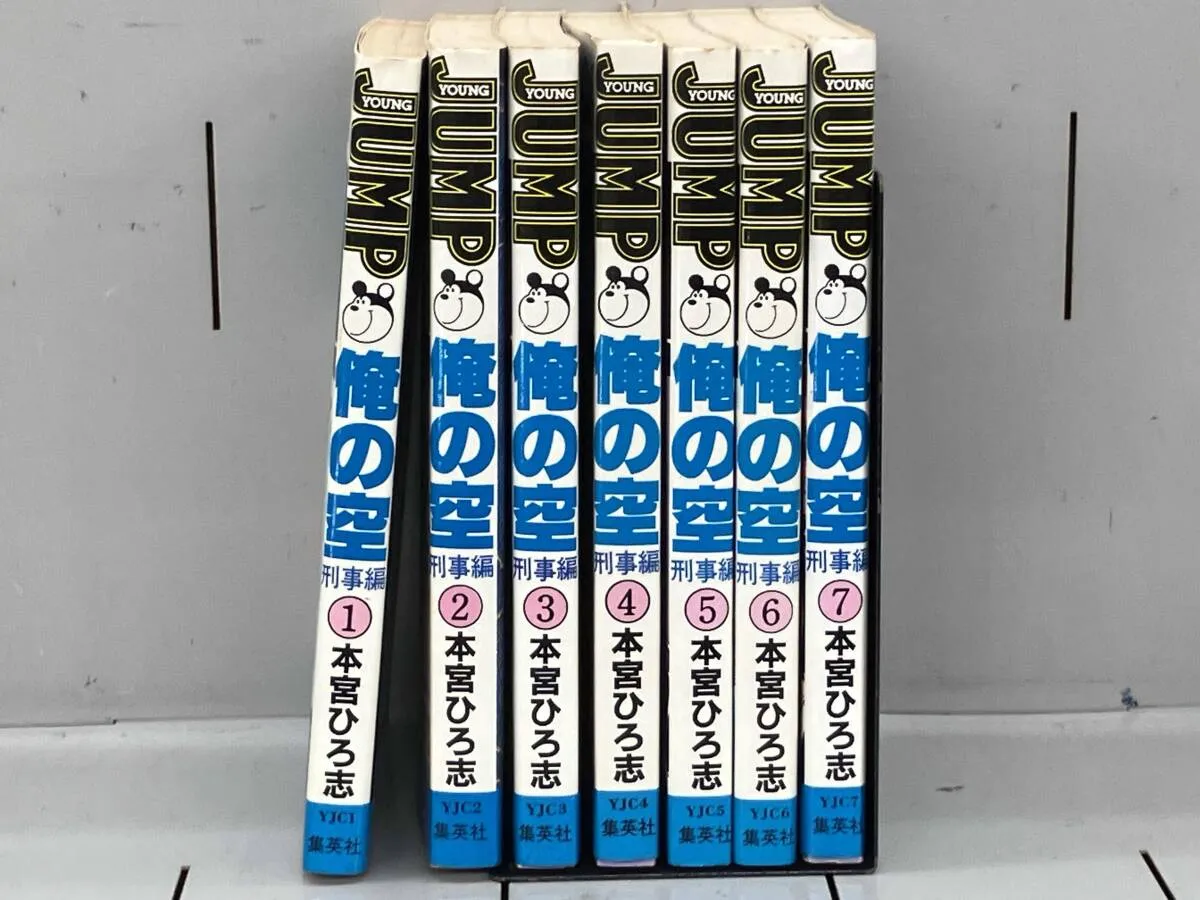 YOUNG
JUMP
俺の空
刑事編
1
本宮ひろ志
YJC1
集英社
YOUNG
JUMP
俺の空
刑事編
2
本宮ひろ志
YJC2
集英社
YOUNG
JUMP
俺の空
刑事編
3
本宮ひろ志
YJC3
集英社
YOUNG
JUMP
俺の空
刑事編
4
本宮ひろ志
YJC4
集英社
YOUNG
JUMP
俺の空
刑事編
5
本宮ひろ志
YJC5
集英社
YOUNG
JUMP
俺の空
刑事編
6
本宮ひろ志
YJC6
集英社
YOUNG
JUMP
俺の空
刑事編
7
本宮ひろ志
YJC7
集英社